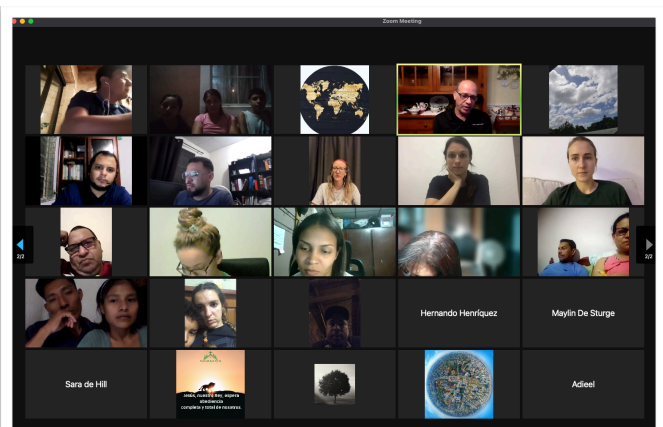 Zoom Meeting
2/2
2/2
Hernando Henríquez
Maylin De Sturge
Sara de Hill
Jesús, nuestro Rey, espera
obediencia
completa y total de nosotros.
Adieel